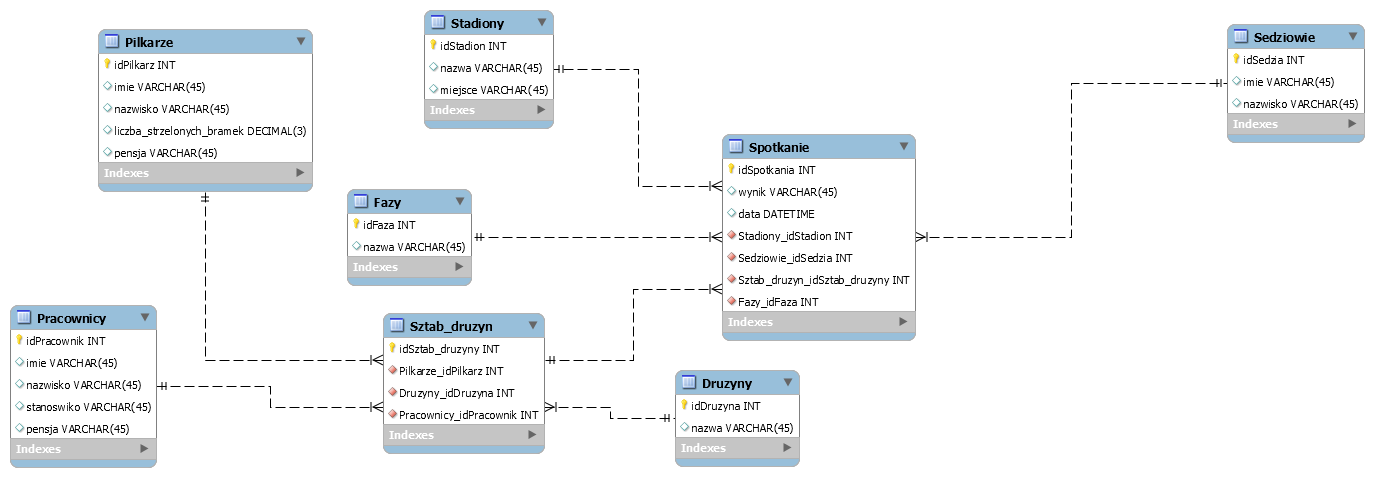 Pilkarze
idPilkarz INT
imie VARCHAR(45)
nazwisko VARCHAR(45)
liczba_strzelonych_bramek DECIMAL(3)
pensja VARCHAR(45)
Indexes
Stadiony
idStadion INT
nazwa VARCHAR(45)
miejsce VARCHAR(45)
Indexes
Sedziowie
idSedzia INT
imie VARCHAR(45)
nazwisko VARCHAR(45)
Indexes
Spotkanie
idSpotkania INT
wynik VARCHAR(45)
data DATETIME
Stadiony_idStadion INT
Sedziowie_idSedzia INT
Sztab_druzyn_idSztab_druzyny INT
Fazy_idFaza INT
Indexes
Fazy
idFaza INT
nazwa VARCHAR(45)
Indexes
Pracownicy
idPracownik INT
imie VARCHAR(45)
nazwisko VARCHAR(45)
stanoswiko VARCHAR(45)
pensja VARCHAR(45)
Indexes
Sztab_druzyn
idSztab_druzyny INT
Pilkarze_idPilkarz INT
Druzyny_idDruzyna INT
Pracownicy_idPracownik INT
Indexes
Druzyny
idDruzyna INT
nazwa VARCHAR(45)
Indexes